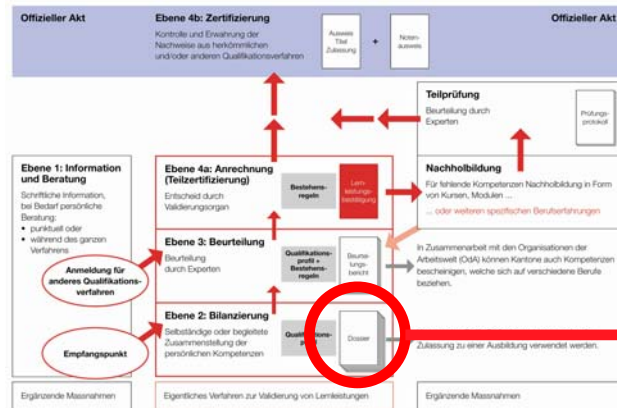 Offizieller Akt
Ebene 4b: Zertifizierung
Kontrolle und Erwahrung der
Nachweise aus herkömmlichen
und/oder anderen Qualifikationsverfahren
Ausweis
Titel
Zulassung
+
Noten-
ausweis
Offizieller Akt
Teilprüfung
Beurteilung durch
Experten
Prüfungs-
protokoll
Ebene 1: Information
und Beratung
Schriftliche Information,
bei Bedarf persönliche
Beratung:
• punktuell oder
• während des ganzen
Verfahrens
Anmeldung für
anderes Qualifikations-
verfahren
Empfangspunkt
Ebene 4a: Anrechnung
(Teilzertifizierung)
Entscheid durch
Validierungsorgan
Bestehens-
regeln
Lern-
leistungs-
bestätigung
Nachholbildung
Für fehlende Kompetenzen Nachholbildung in Form
von Kursen, Modulen ...
... oder weiteren spezifischen Berufserfahrungen
Ebene 3: Beurteilung
Beurteilung
durch Experten
Qualifikations-
profil +
Bestehens-
regeln
Beurtei-
lungs-
bericht
In Zusammenarbeit mit den Organisationen der
Arbeitswelt (OdA) können Kantone auch Kompetenzen
bescheinigen, welche sich auf verschiedene Berufe
beziehen.
Ebene 2: Bilanzierung
Selbständige oder begleitete
Zusammenstellung der
persönlichen Kompetenzen
Dossier
Zulassung zu einer Ausbildung verwendet werden.
Ergänzende Massnahmen
Eigentliches Verfahren zur Validierung von Lernleistungen
Ergänzende Massnahmen